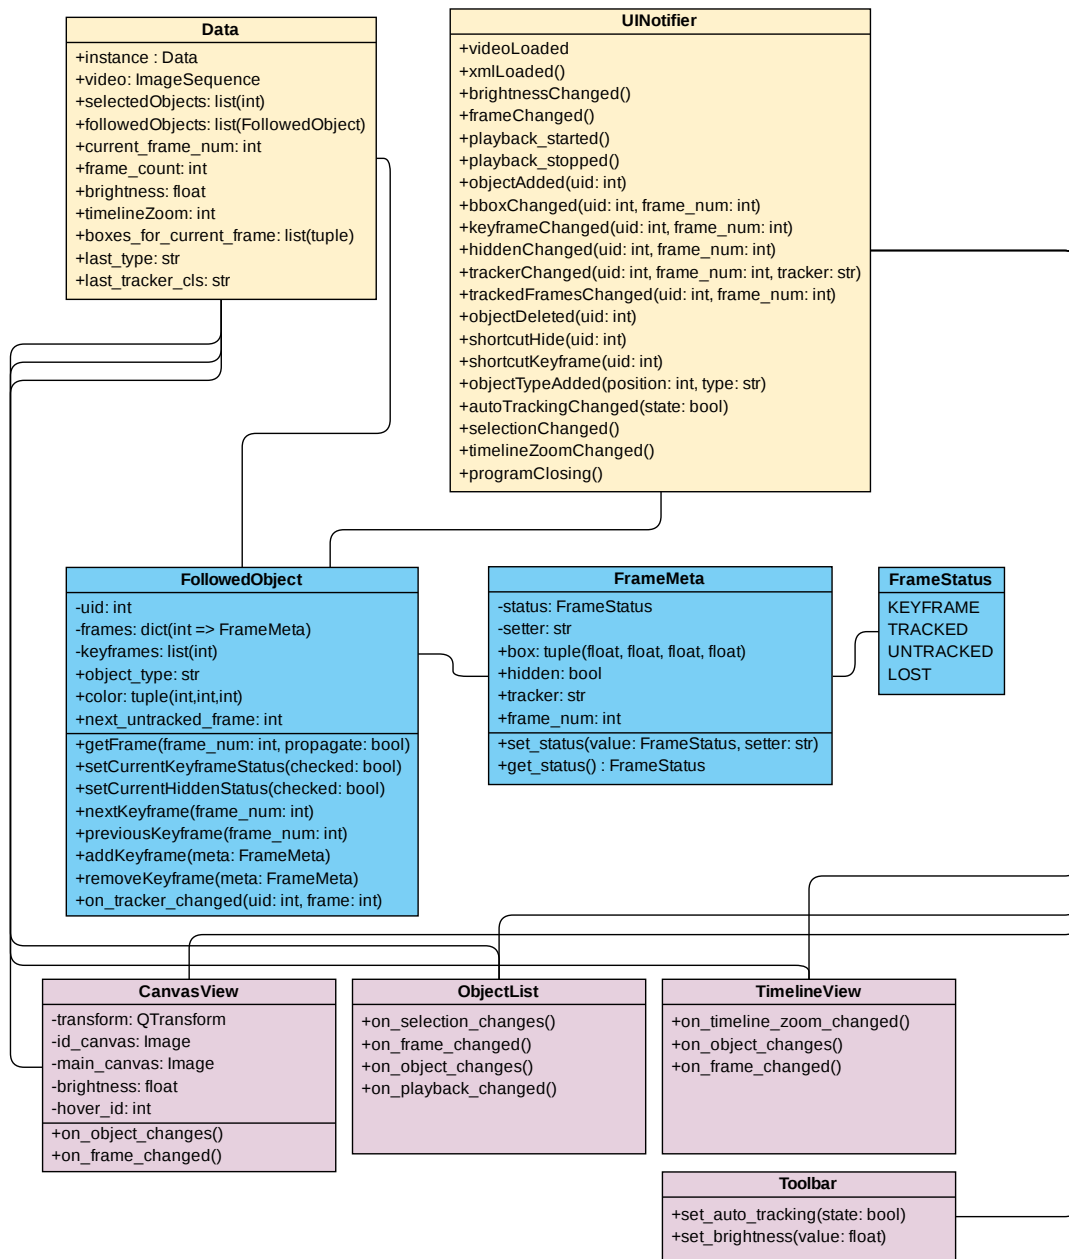 Data
+instance : Data
+video: ImageSequence
+selectedObjects: list(int)
+followedObjects: list(FollowedObject)
+current_frame_num: int
+frame_count: int
+brightness: float
+timelineZoom: int
+boxes_for_current_frame: list(tuple)
+last_type: str
+last_tracker_cls: str
UINotifier
+videoLoaded
+xmlLoaded()
+brightnessChanged()
+frameChanged()
+playback_started()
+playback_stopped()
+objectAdded(uid: int)
+bboxChanged(uid: int, frame_num: int)
+keyframeChanged(uid: int, frame_num: int)
+hiddenChanged(uid: int, frame_num: int)
+trackerChanged(uid: int, frame_num: int, tracker: str)
+trackedFramesChanged(uid: int, frame_num: int)
+objectDeleted(uid: int)
+shortcutHide(uid: int)
+shortcutKeyframe(uid: int)
+objectTypeAdded(position: int, type: str)
+autoTrackingChanged(state: bool)
+selectionChanged()
+timelineZoomChanged()
+programClosing()
FollowedObject
-uid: int
-frames: dict(int => FrameMeta)
-keyframes: list(int)
+object_type: str
+color: tuple(int,int,int)
+next_untracked_frame: int
+getFrame(frame_num: int, propagate: bool)
+setCurrentKeyframeStatus(checked: bool)
+setCurrentHiddenStatus(checked: bool)
+nextKeyframe(frame_num: int)
+previousKeyframe(frame_num: int)
+addKeyframe(meta: FrameMeta)
+removeKeyframe(meta: FrameMeta)
+on_tracker_changed(uid: int, frame: int)
FrameMeta
-status: FrameStatus
-setter: str
+box: tuple(float, float, float, float)
+hidden: bool
+tracker: str
+frame_num: int
+set_status(value: FrameStatus, setter: str)
+get_status() : FrameStatus
FrameStatus
KEYFRAME
TRACKED
UNTRACKED
LOST
CanvasView
-transform: QTransform
-id_canvas: Image
-main_canvas: Image
-brightness: float
-hover_id: int
+on_object_changes()
+on_frame_changed()
ObjectList
+on_selection_changes()
+on_frame_changed()
+on_object_changes()
+on_playback_changed()
TimelineView
+on_timeline_zoom_changed()
+on_object_changes()
+on_frame_changed()
Toolbar
+set_auto_tracking(state: bool)
+set_brightness(value: float)